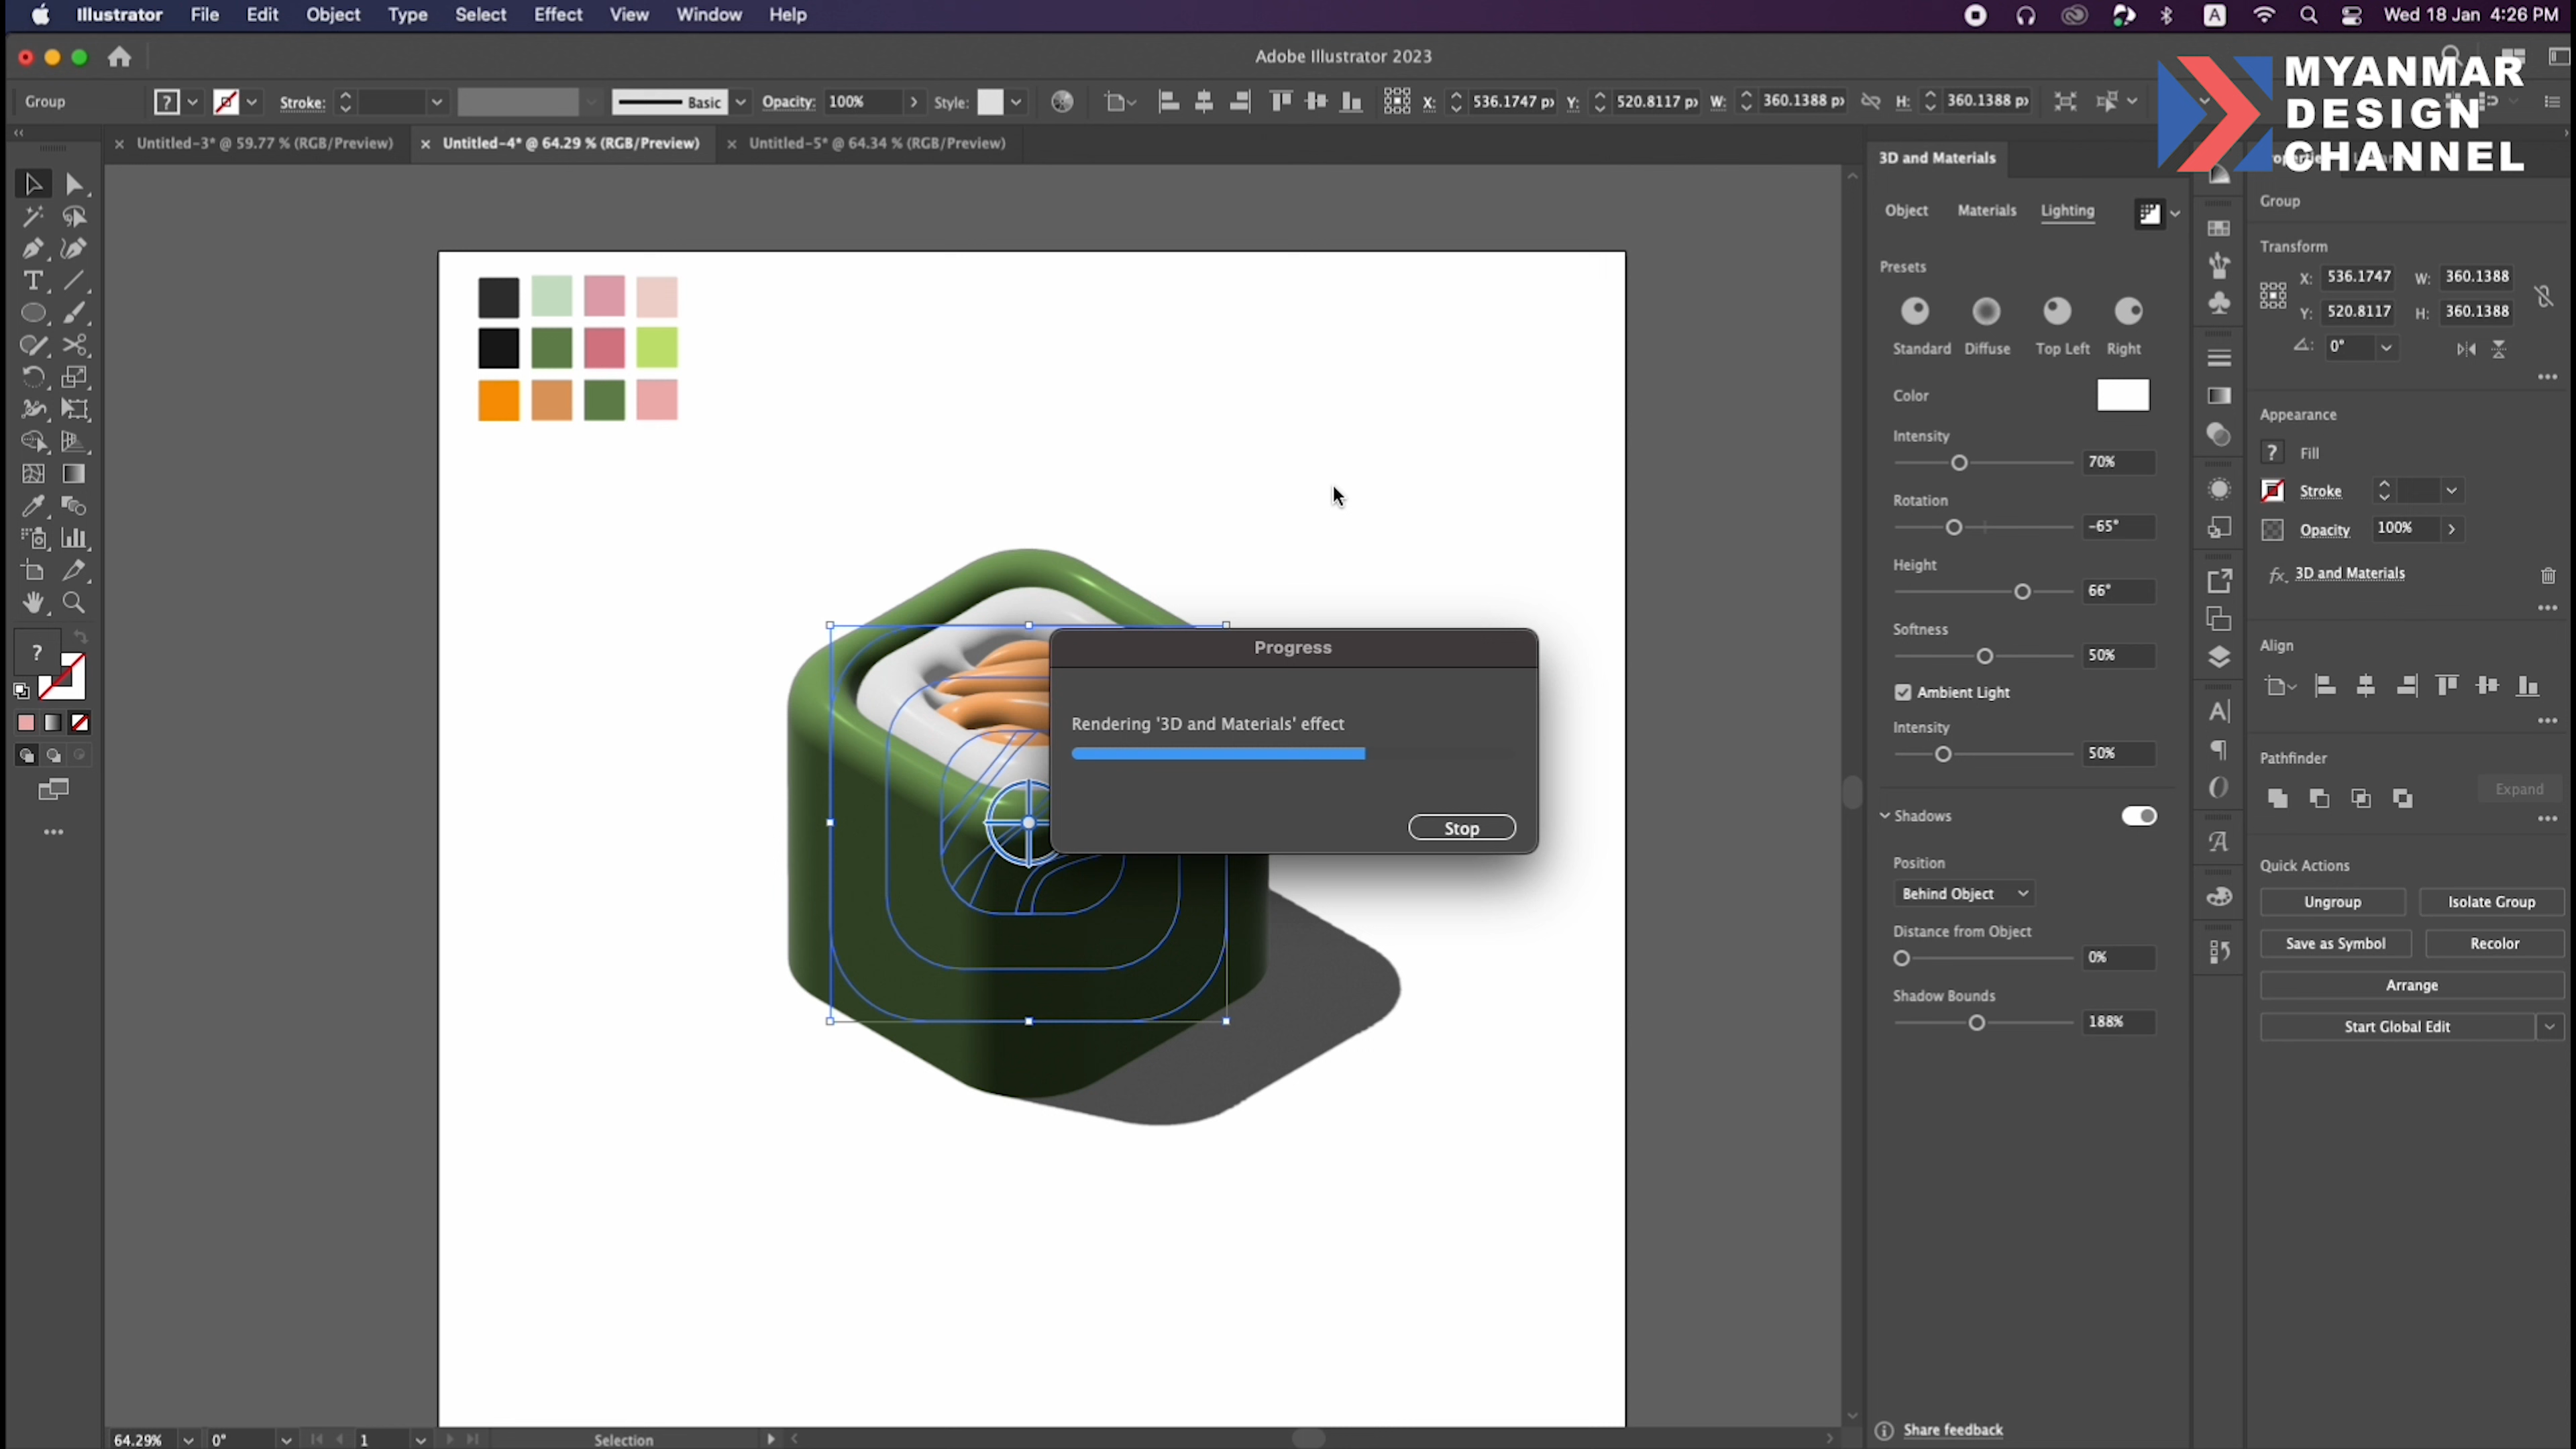 Illustrator File Edit Object Type Select Effect View Window Help
A Wed 18 Jan 4:26 PM
Adobe Illustrator 2023
MYANMAR
DESIGN
CHANNEL
Group ? Stroke: Basic Opacity: 100% Style: X: 536.1747 p Y: 520.8117 p W: 360.1388 p H: 360.1388 p
× Untitled-3* @ 59.77 % (RGB/Preview) × Untitled-4* @ 64.29 % (RGB/Preview) × Untitled-5* @ 64.34 % (RGB/Preview)
3D and Materials
Object Materials Lighting
Presets
Standard Diffuse Top Left Right
Color
Intensity
70%
Rotation
-65°
Height
66°
Softness
50%
Ambient Light
Intensity
50%
Shadows
Position
Behind Object
Distance from Object
0%
Shadow Bounds
188%
Share feedback
Group
Transform
X: 536.1747 W: 360.1388
Y: 520.8117 H: 360.1388
0°
Appearance
? Fill
Stroke
Opacity 100%
fx. 3D and Materials
Align
Pathfinder
Expand
Quick Actions
Ungroup Isolate Group
Save as Symbol Recolor
Arrange
Start Global Edit
Progress
Rendering '3D and Materials' effect
Stop
?
64.29% 0° 1 Selection